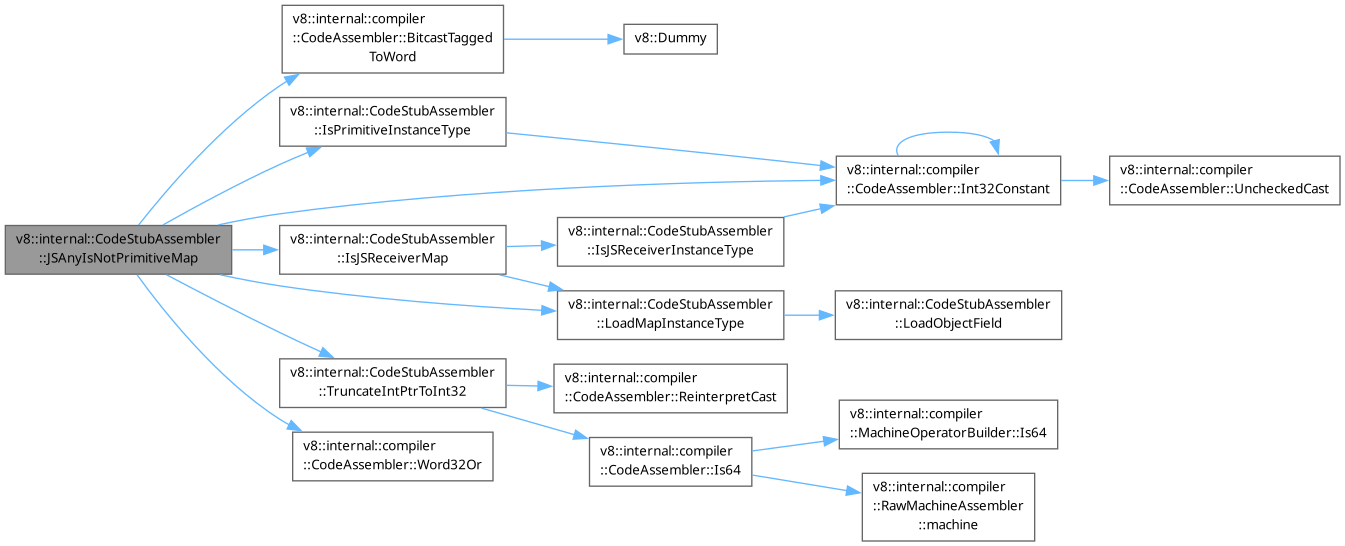 v8::internal::compiler
::CodeAssembler::BitcastTagged
ToWord
v8::Dummy
v8::internal::CodeStubAssembler
::IsPrimitiveInstanceType
v8::internal::compiler
::CodeAssembler::Int32Constant
v8::internal::compiler
::CodeAssembler::UncheckedCast
v8::internal::CodeStubAssembler
::JSAnyIsNotPrimitiveMap
v8::internal::CodeStubAssembler
::IsJSReceiverMap
v8::internal::CodeStubAssembler
::IsJSReceiverInstanceType
v8::internal::CodeStubAssembler
::LoadMapInstanceType
v8::internal::CodeStubAssembler
::LoadObjectField
v8::internal::CodeStubAssembler
::TruncateIntPtrToInt32
v8::internal::compiler
::CodeAssembler::ReinterpretCast
v8::internal::compiler
::MachineOperatorBuilder::Is64
v8::internal::compiler
::CodeAssembler::Word32Or
v8::internal::compiler
::CodeAssembler::Is64
v8::internal::compiler
::RawMachineAssembler
::machine